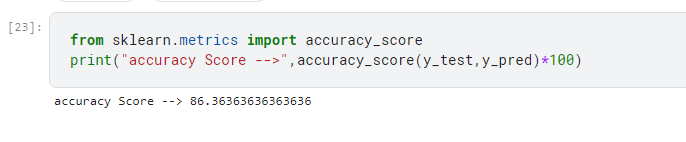 [23]:
from sklearn.metrics import accuracy_score
print("accuracy Score -->",accuracy_score(y_test,y_pred)*100)
accuracy Score --> 86.36363636363636